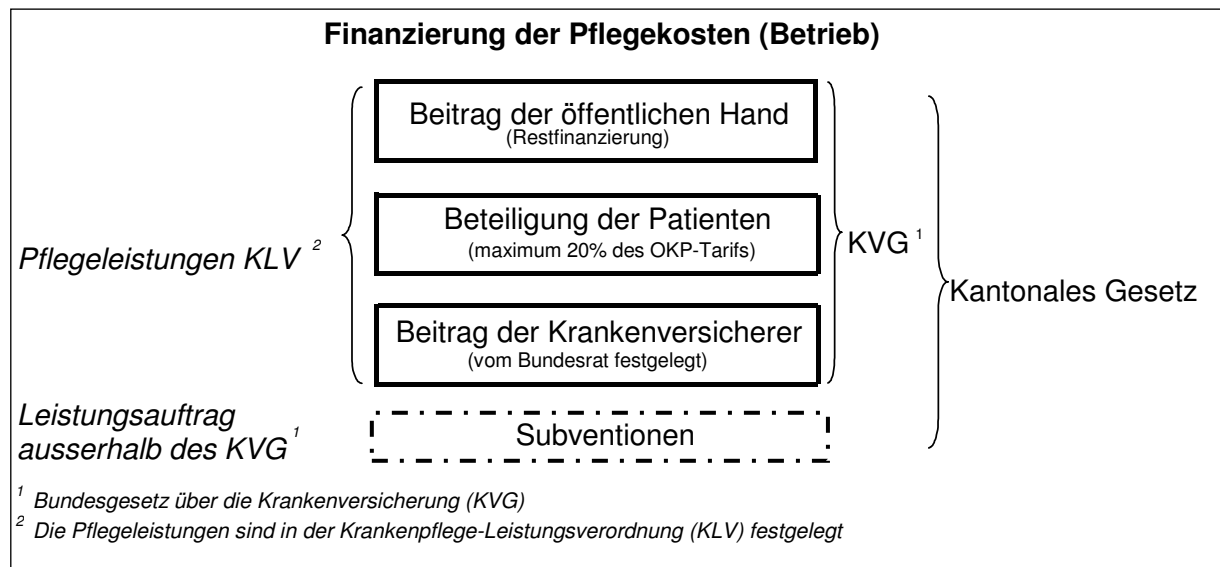 Finanzierung der Pflegekosten (Betrieb)
Beitrag der öffentlichen Hand
(Restfinanzierung)
Beteiligung der Patienten
(maximum 20% des OKP-Tarifs)
Pflegeleistungen KLV ²
KVG ¹
Kantonales Gesetz
Beitrag der Krankenversicherer
(vom Bundesrat festgelegt)
Leistungsauftrag
ausserhalb des KVG ¹
Subventionen
¹ Bundesgesetz über die Krankenversicherung (KVG)
² Die Pflegeleistungen sind in der Krankenpflege-Leistungsverordnung (KLV) festgelegt